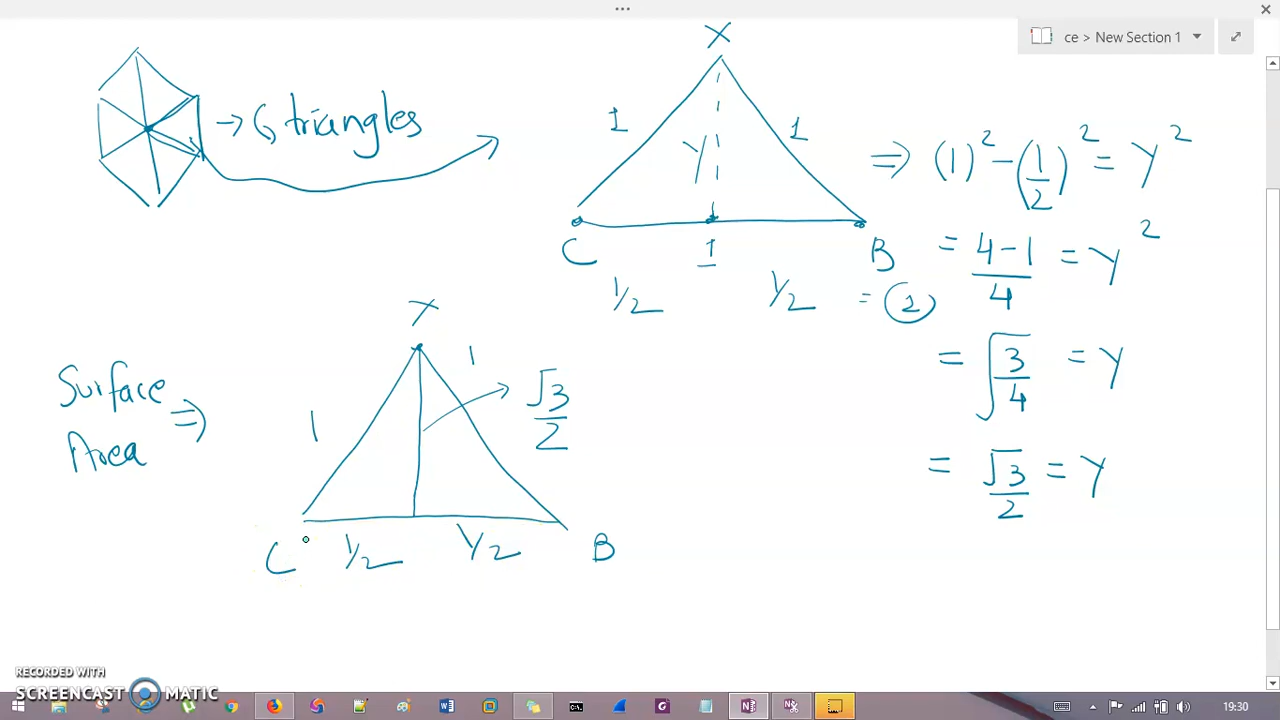 ...
ce > New Section 1
→ 6 triangles
X
1
1
Y
C
1
B
1/2
1/2
= (1)
⇒ (1)² - (1/2)² = Y²
= 4-1/4 = Y²
= √3/4 = Y
= √3/2 = Y
Surface
Area ⇒
X
1
1
√3/2
C
1/2
1/2
B
RECORDED WITH
SCREENCAST MATIC
19:30